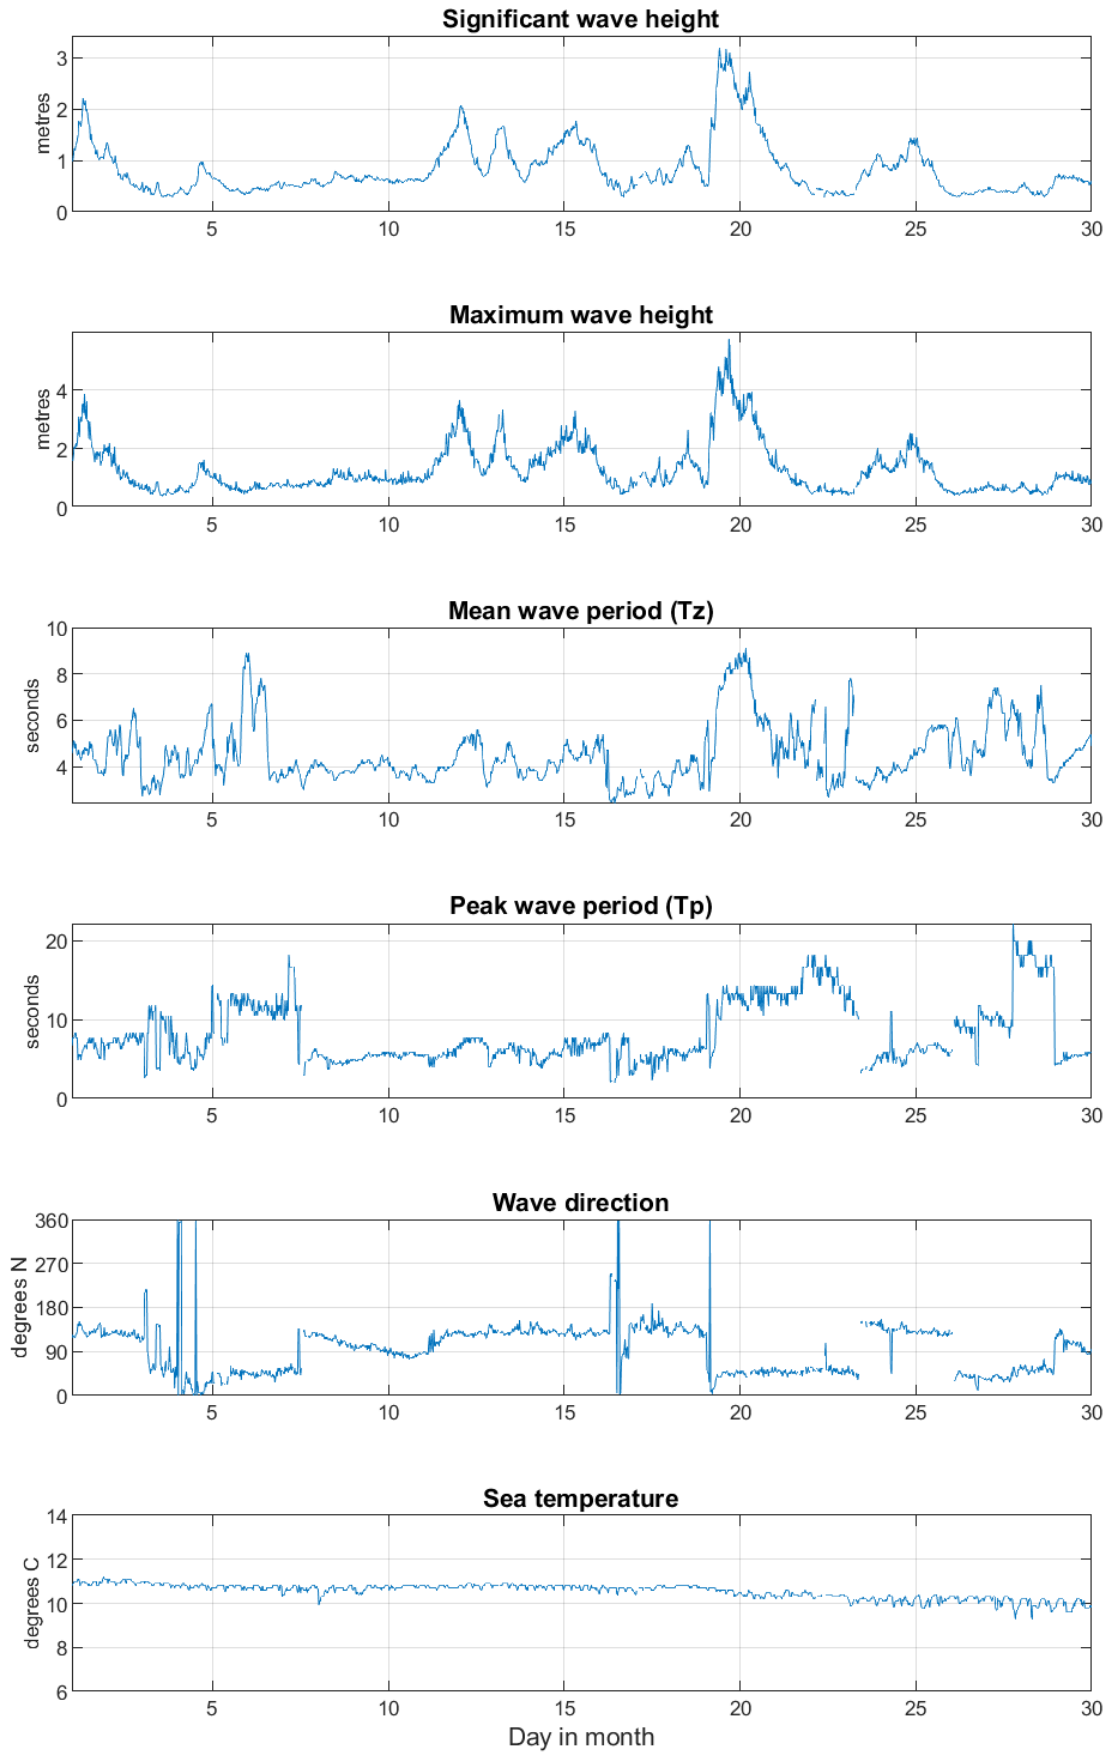 Significant wave height
3
2
1
0
metres
5 10 15 20 25 30
Maximum wave height
4
2
0
metres
5 10 15 20 25 30
Mean wave period (Tz)
10
8
6
4
seconds
5 10 15 20 25 30
Peak wave period (Tp)
20
10
0
seconds
5 10 15 20 25 30
Wave direction
360
270
180
90
0
degrees N
5 10 15 20 25 30
Sea temperature
14
12
10
8
6
degrees C
5 10 15 20 25 30
Day in month